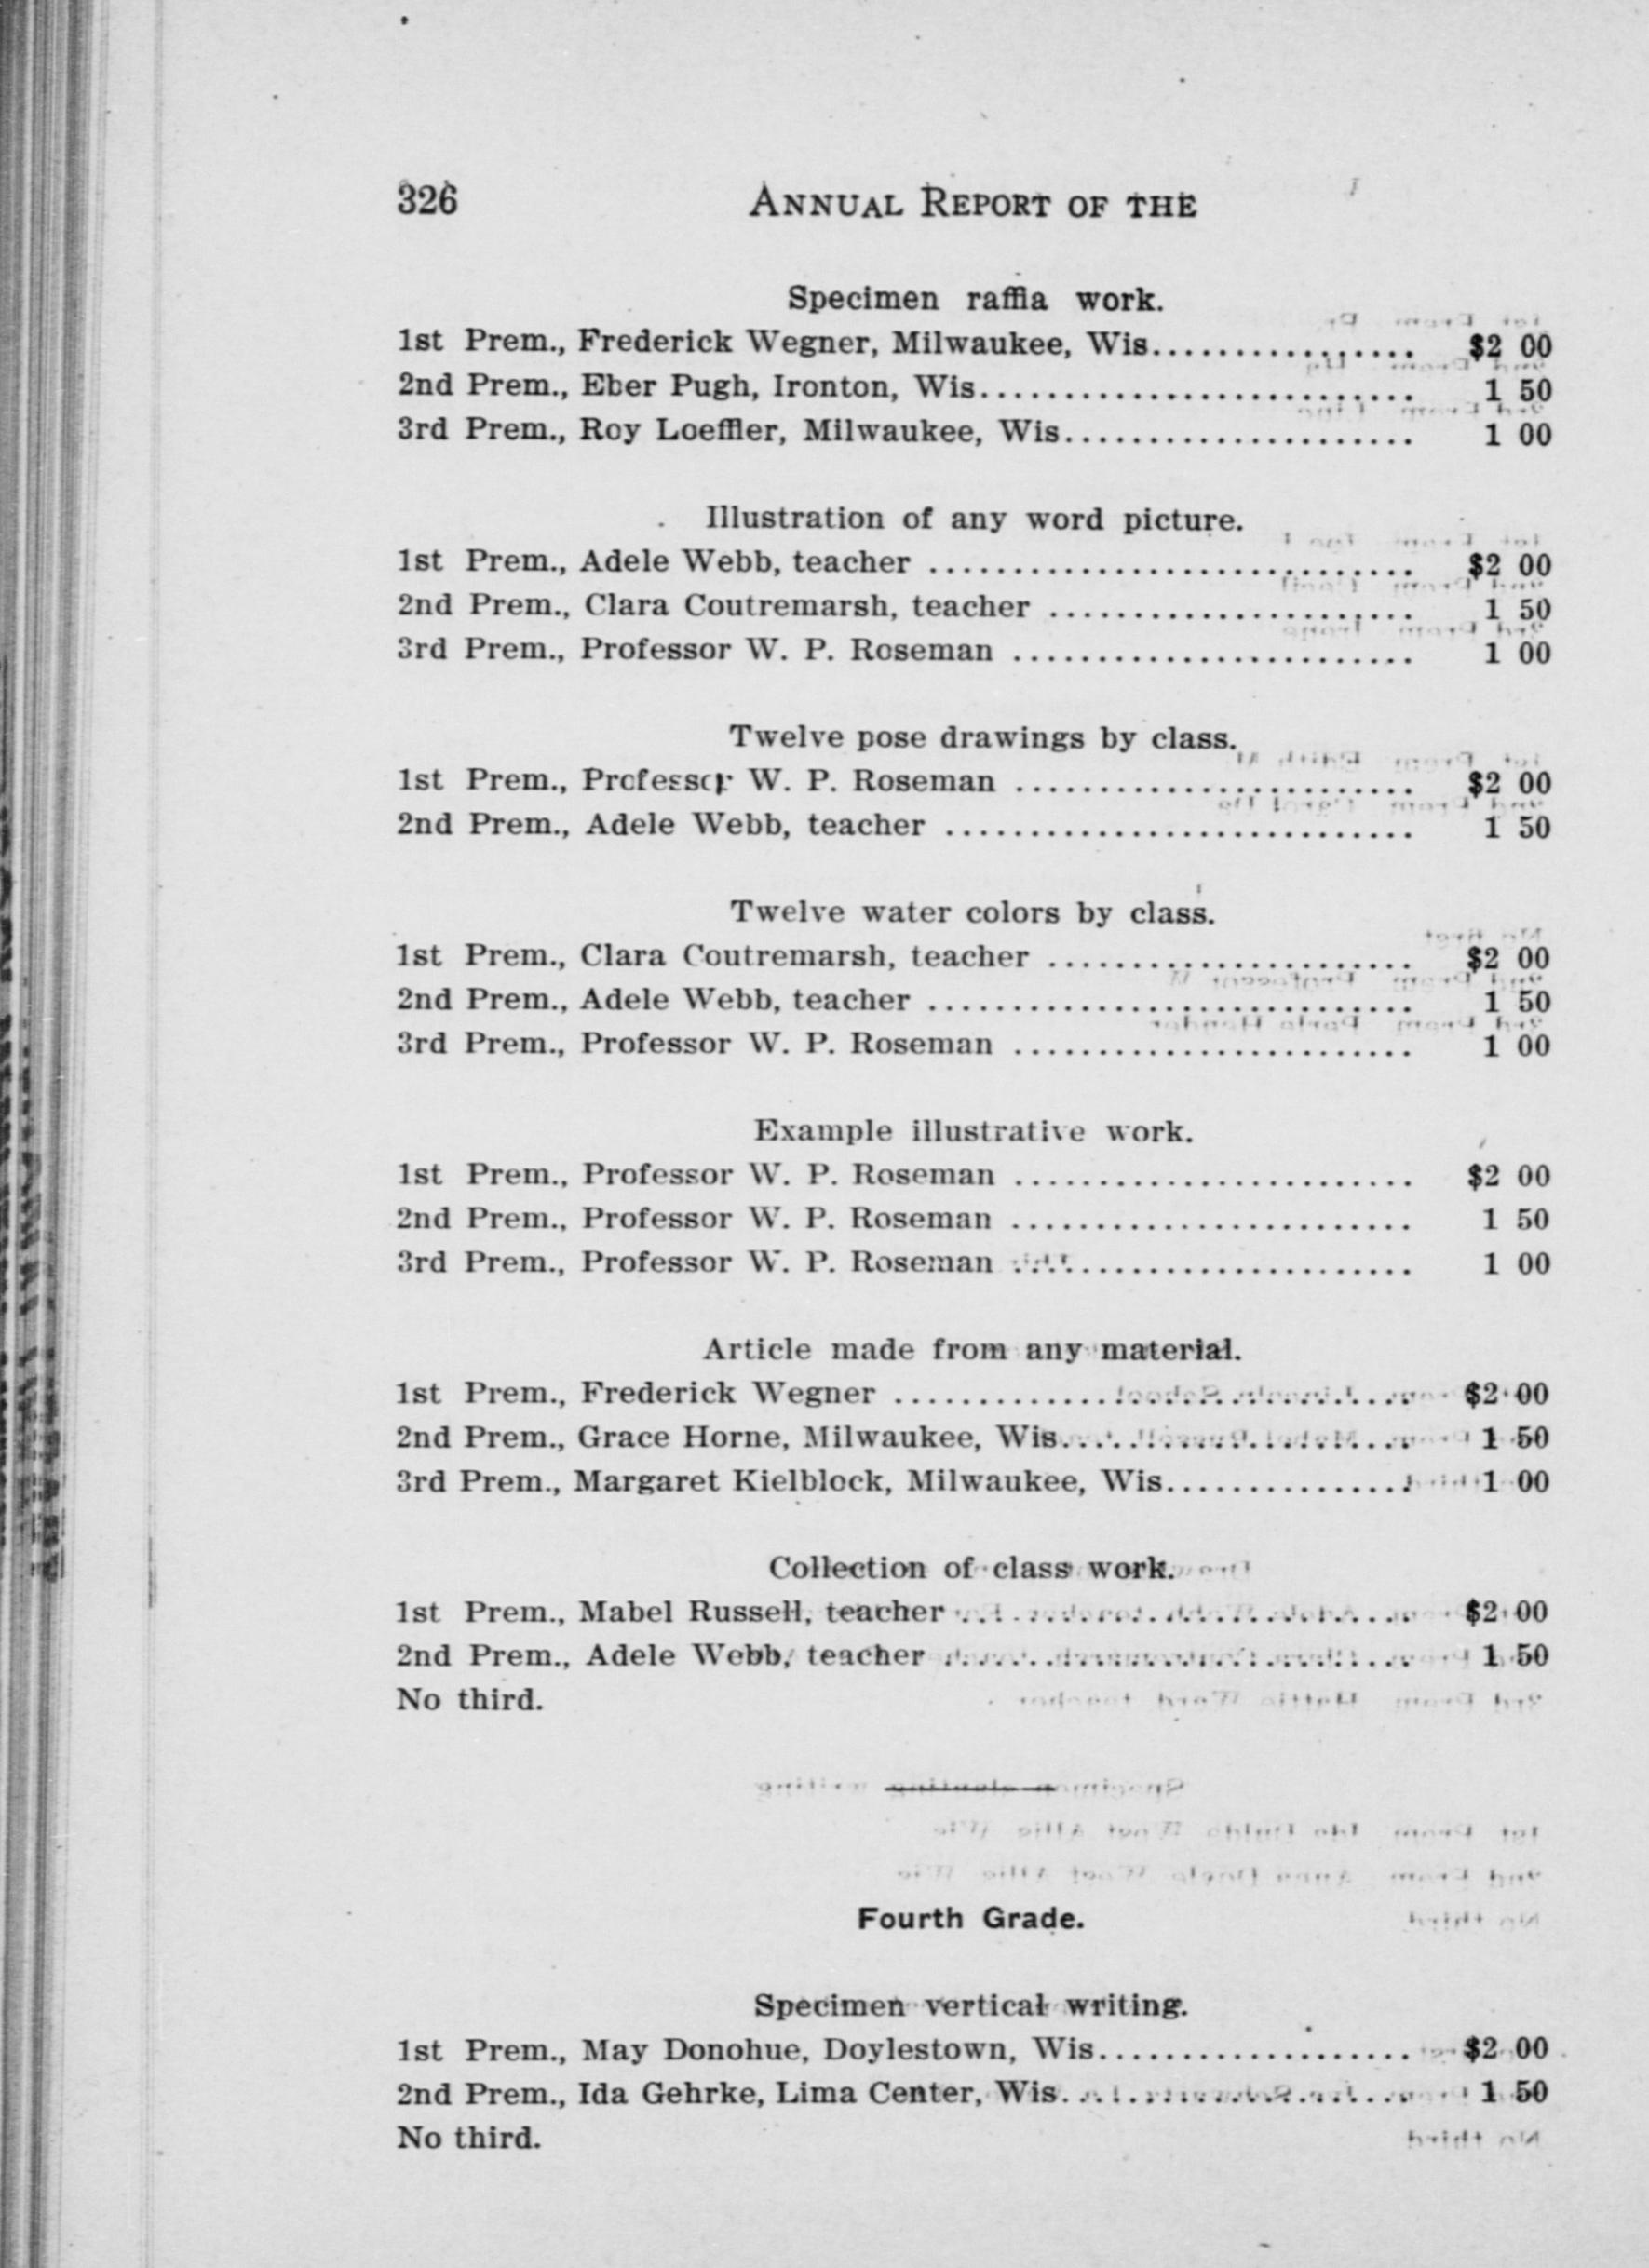 326 ANNUAL REPORT OF THE
Specimen raffia work.
1st Prem., Frederick Wegner, Milwaukee, Wis................ $2 00
2nd Prem., Eber Pugh, Ironton, Wis.......................... 1 50
3rd Prem., Roy Loeffler, Milwaukee, Wis..................... 1 00
Illustration of any word picture.
1st Prem., Adele Webb, teacher ............................. $2 00
2nd Prem., Clara Coutremarsh, teacher ...................... 1 50
3rd Prem., Professor W. P. Roseman ........................ 1 00
Twelve pose drawings by class.
1st Prem., Professor W. P. Roseman ........................ $2 00
2nd Prem., Adele Webb, teacher ............................ 1 50
Twelve water colors by class.
1st Prem., Clara Coutremarsh, teacher ...................... $2 00
2nd Prem., Adele Webb, teacher ............................. 1 50
3rd Prem., Professor W. P. Roseman ........................ 1 00
Example illustrative work.
1st Prem., Professor W. P. Roseman ........................ $2 00
2nd Prem., Professor W. P. Roseman ........................ 1 50
3rd Prem., Professor W. P. Roseman ........................ 1 00
Article made from any material.
1st Prem., Frederick Wegner ............................... $2 00
2nd Prem., Grace Horne, Milwaukee, Wis..................... 1 50
3rd Prem., Margaret Kielblock, Milwaukee, Wis............... 1 00
Collection of class work.
1st Prem., Mabel Russell, teacher ........................... $2 00
2nd Prem., Adele Webb, teacher ............................ 1 50
No third.
Fourth Grade.
Specimen vertical writing.
1st Prem., May Donohue, Doylestown, Wis................... $2 00
2nd Prem., Ida Gehrke, Lima Center, Wis..................... 1 50
No third.